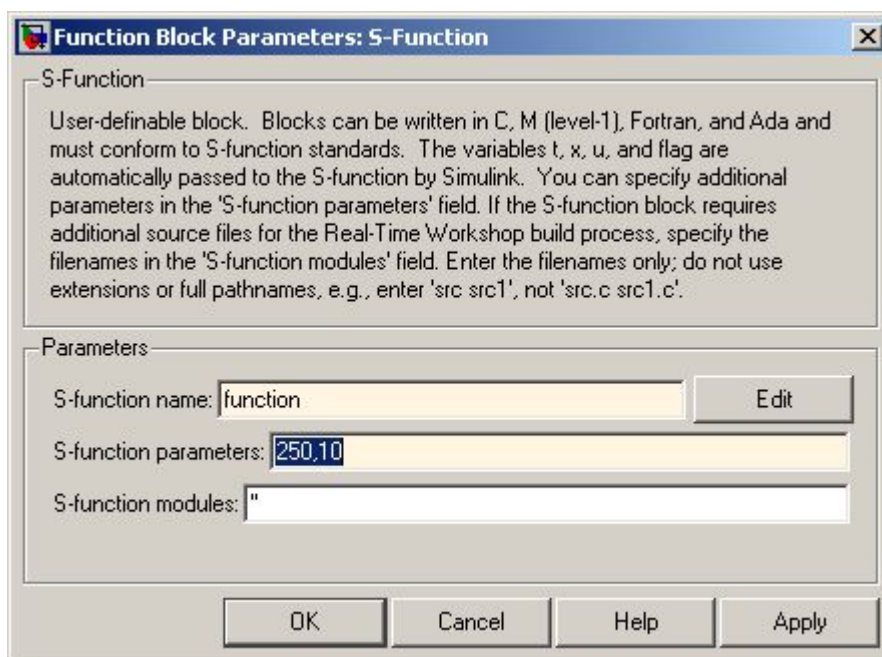 Function Block Parameters: S-Function
S-Function
User-definable block.  Blocks can be written in C, M (level-1), Fortran, and Ada and
must conform to S-function standards.  The variables t, x, u, and flag are
automatically passed to the S-function by Simulink.  You can specify additional
parameters in the 'S-function parameters' field. If the S-function block requires
additional source files for the Real-Time Workshop build process, specify the
filenames in the 'S-function modules' field. Enter the filenames only; do not use
extensions or full pathnames, e.g., enter 'src src1', not 'src.c src1.c'.
Parameters
S-function name: function Edit
S-function parameters: 250,10
S-function modules: ''
OK Cancel Help Apply